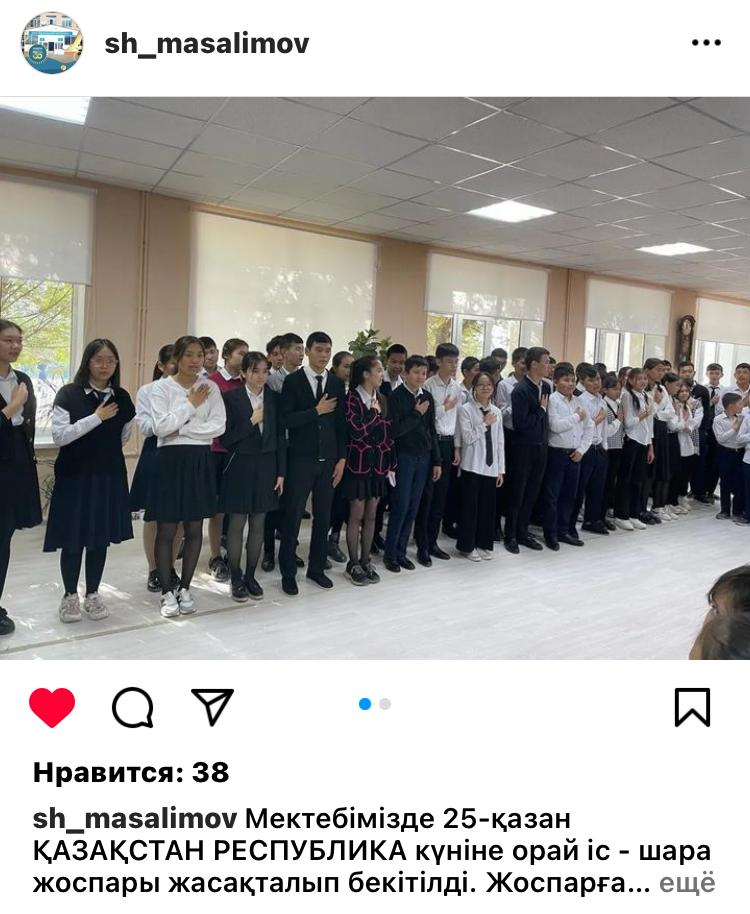 sh_masalimov
Нравится: 38
sh_masalimov Мектебімізде 25-қазан
ҚАЗАҚСТАН РЕСПУБЛИКА күніне орай іс - шара
жоспары жасақталып бекітілді. Жоспарға... ещё